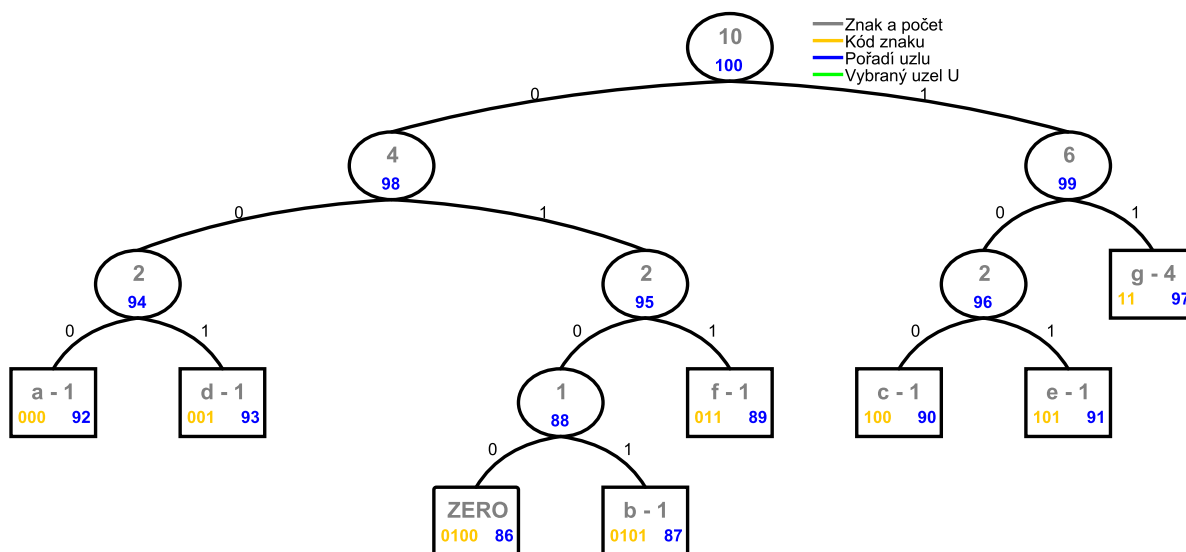 10
100
Znak a počet
Kód znaku
Pořadí uzlu
Vybraný uzel U
0 1
4
98
6
99
0 1 0 1
2
94
2
95
2
96
g - 4
11 97
0 1 0 1 0 1
a - 1
000 92
d - 1
001 93
1
88
f - 1
011 89
c - 1
100 90
e - 1
101 91
0 1
ZERO
0100 86
b - 1
0101 87